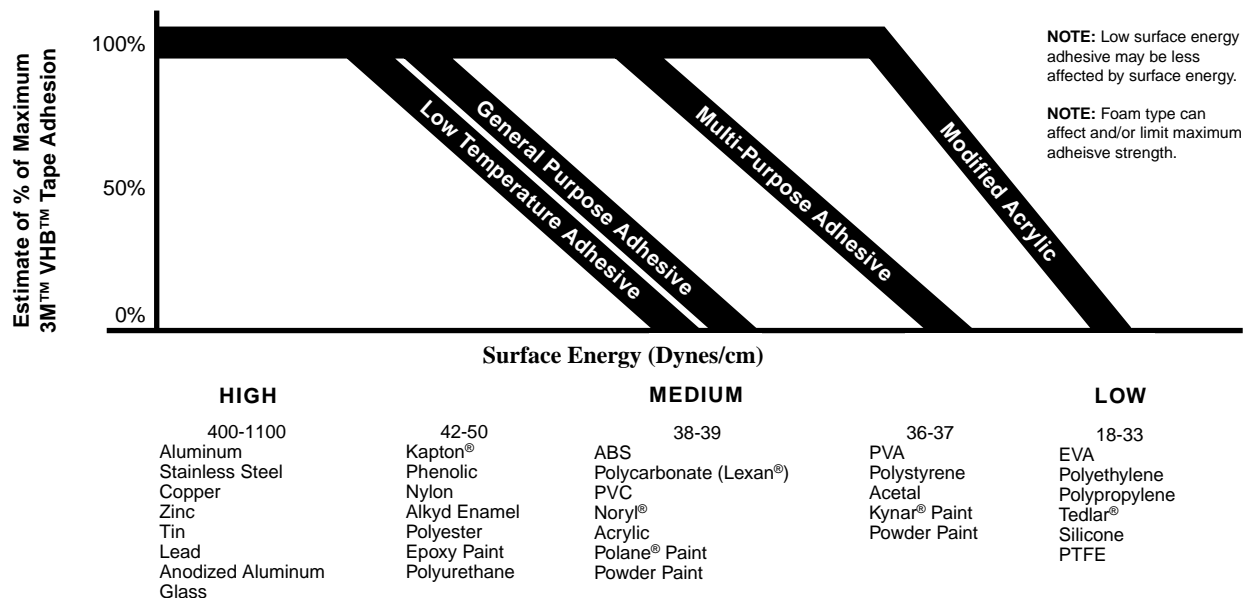 Estimate of % of Maximum
3M™ VHB™ Tape Adhesion
100%
50%
0%
Low Temperature Adhesive
General Purpose Adhesive
Multi-Purpose Adhesive
Modified Acrylic
NOTE: Low surface energy
adhesive may be less
affected by surface energy.
NOTE: Foam type can
affect and/or limit maximum
adheisve strength.
Surface Energy (Dynes/cm)
HIGH
400-1100
Aluminum
Stainless Steel
Copper
Zinc
Tin
Lead
Anodized Aluminum
Glass
42-50
Kapton®
Phenolic
Nylon
Alkyd Enamel
Polyester
Epoxy Paint
Polyurethane
MEDIUM
38-39
ABS
Polycarbonate (Lexan®)
PVC
Noryl®
Acrylic
Polane® Paint
Powder Paint
36-37
PVA
Polystyrene
Acetal
Kynar® Paint
Powder Paint
LOW
18-33
EVA
Polyethylene
Polypropylene
Tedlar®
Silicone
PTFE